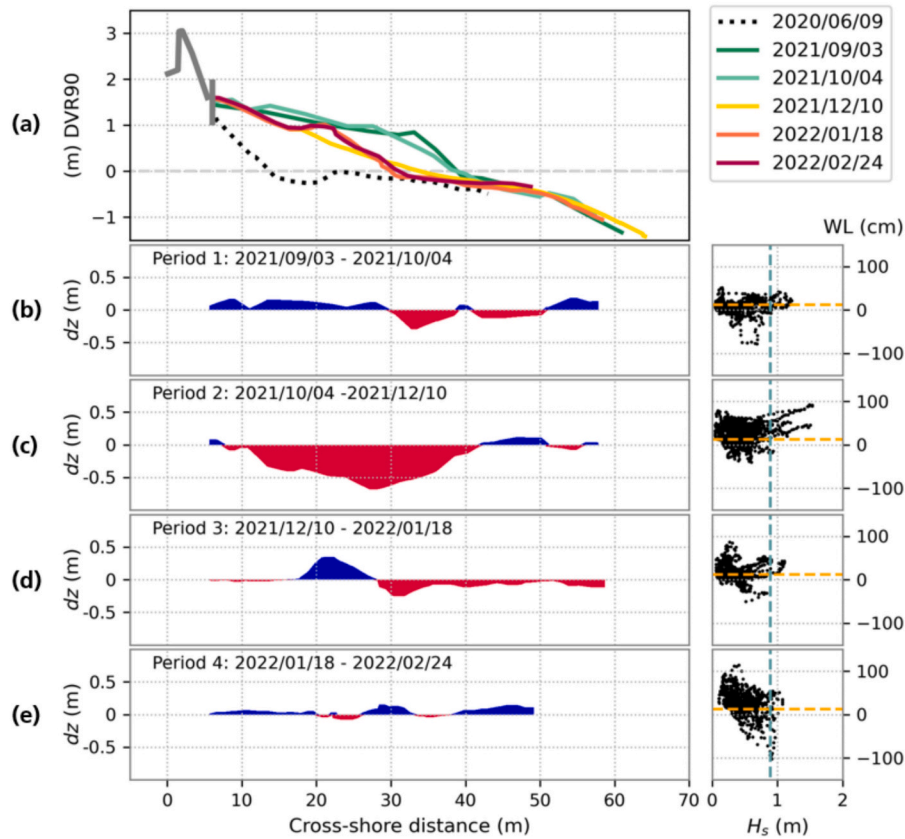 (a)
(m) DVR90
3
2
1
0
−1
2020/06/09
2021/09/03
2021/10/04
2021/12/10
2022/01/18
2022/02/24
WL (cm)
(b)
dz (m)
0.5
0
-0.5
Period 1: 2021/09/03 - 2021/10/04
100
0
−100
(c)
dz (m)
0.5
0
-0.5
Period 2: 2021/10/04 -2021/12/10
100
0
−100
(d)
dz (m)
0.5
0
-0.5
Period 3: 2021/12/10 - 2022/01/18
100
0
−100
(e)
dz (m)
0.5
0
-0.5
Period 4: 2022/01/18 - 2022/02/24
100
0
−100
0 10 20 30 40 50 60 70
Cross-shore distance (m)
0 1 2
Hs (m)